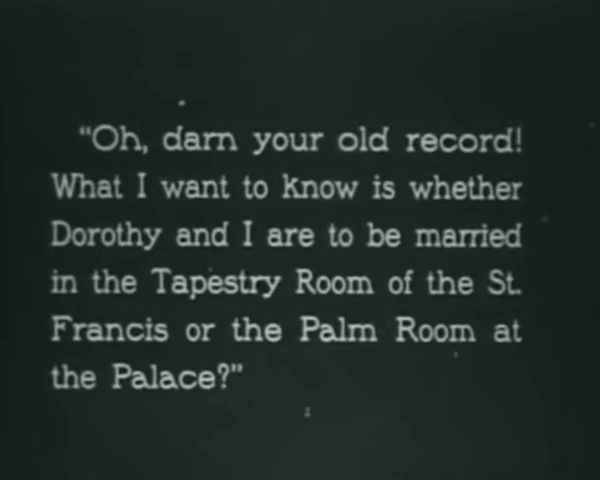 “Oh, darn your old record!
What I want to know is whether
Dorothy and I are to be married
in the Tapestry Room of the St.
Francis or the Palm Room at
the Palace?”